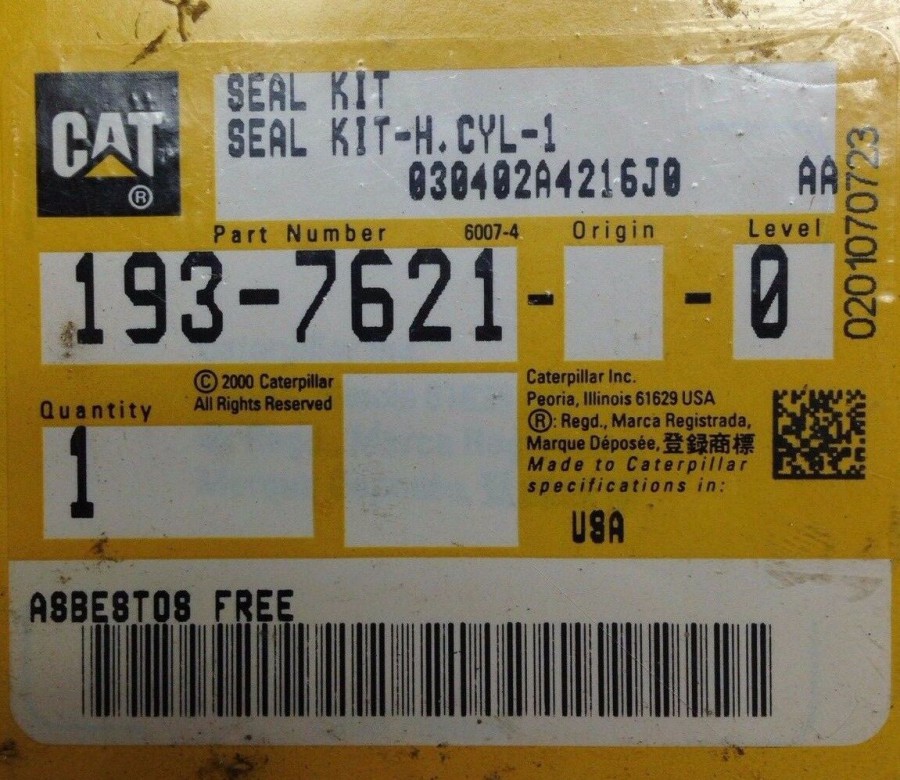 CAT
®
SEAL KIT
SEAL KIT-H.CYL-1
030402A4216J0 AA
0201070723
Part Number 6007-4 Origin Level
193-7621- - 0
© 2000 Caterpillar
All Rights Reserved
Quantity
1
Caterpillar Inc.
Peoria, Illinois 61629 USA
®: Regd., Marca Registrada,
Marque Déposée, 登録商標
Made to Caterpillar
specifications in:
USA
ASBESTOS FREE